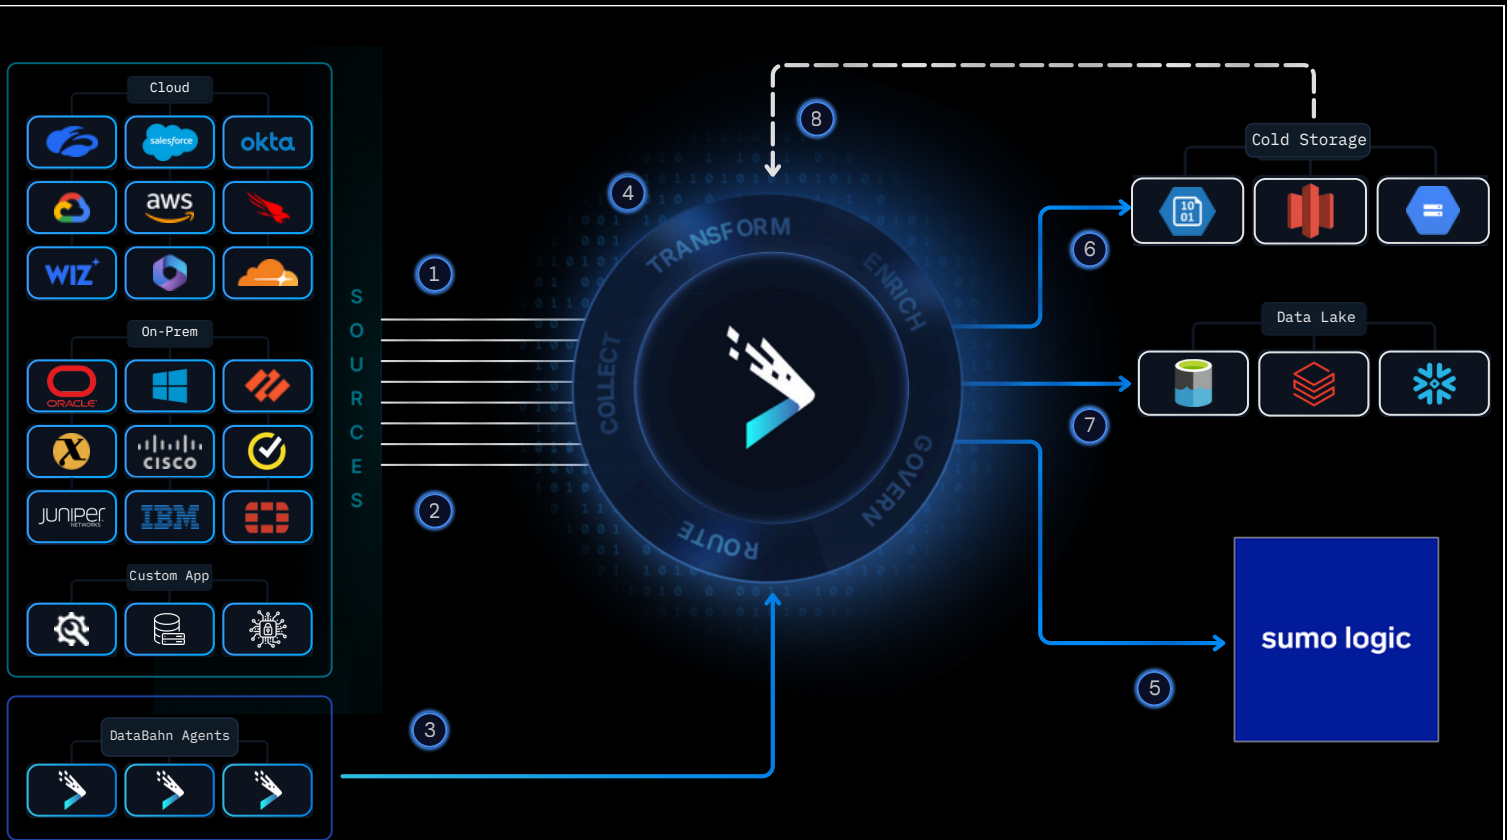 Cloud
salesforce
okta
aws
WIZ
On-Prem
ORACLE
CISCO
JUNIPER
NETWORKS
IBM
Custom App
DataBahn Agents
SOURCES
1
2
3
4
COLLECT
TRANSFORM
ENRICH
GOVERN
ROUTE
8
Cold Storage
10
01
6
Data Lake
7
sumo logic
5